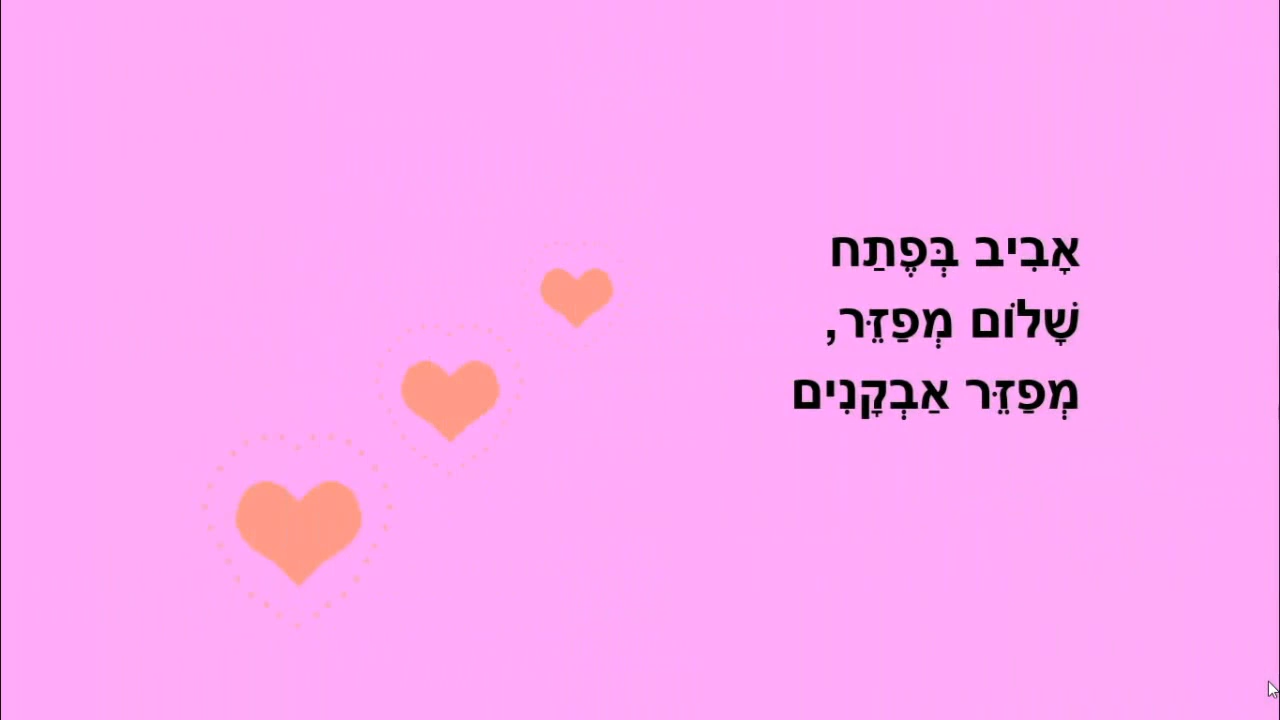 אָבִיב בְּפֶתַח
שָׁלוֹם מְפַזֵּר,
מְפַזֵּר אַבְקָנִים